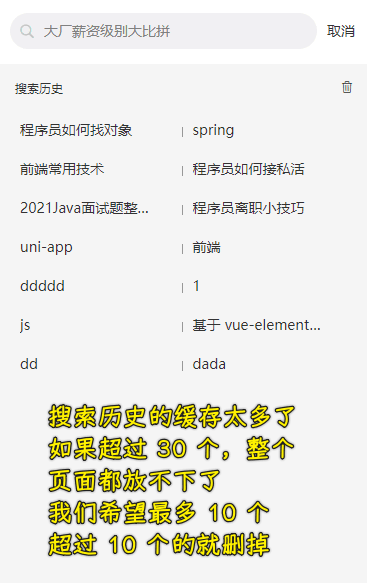 大厂薪资级别大比拼 取消
搜索历史
程序员如何找对象 spring
前端常用技术 程序员如何接私活
2021Java面试题整... 程序员离职小技巧
uni-app 前端
ddddd 1
js 基于 vue-element...
dd dada
搜索历史的缓存太多了
如果超过 30 个，整个
页面都放不下了
我们希望最多 10 个
超过 10 个的就删掉